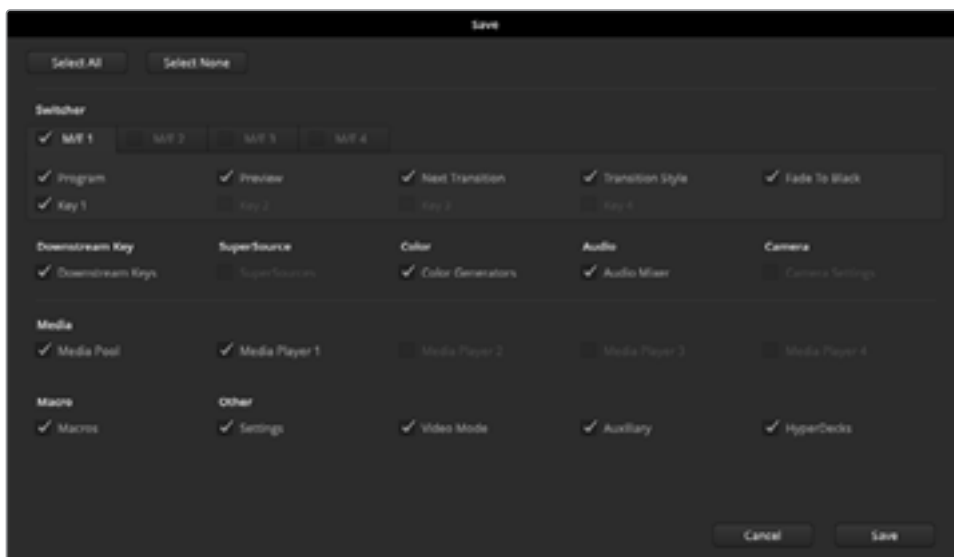 Save
Select All Select None
Switcher
M/E 1 M/E 2 M/E 3 M/E 4
Program Preview Next Transition Transition Style Fade To Black
Key 1 Key 2 Key 3 Key 4
Downstream Key SuperSource Color Audio Camera
Downstream Keys SuperSources Color Generators Audio Mixer Camera Settings
Media
Media Pool Media Player 1 Media Player 2 Media Player 3 Media Player 4
Macro Other
Macros Settings Video Mode Auxiliary HyperDecks
Cancel Save